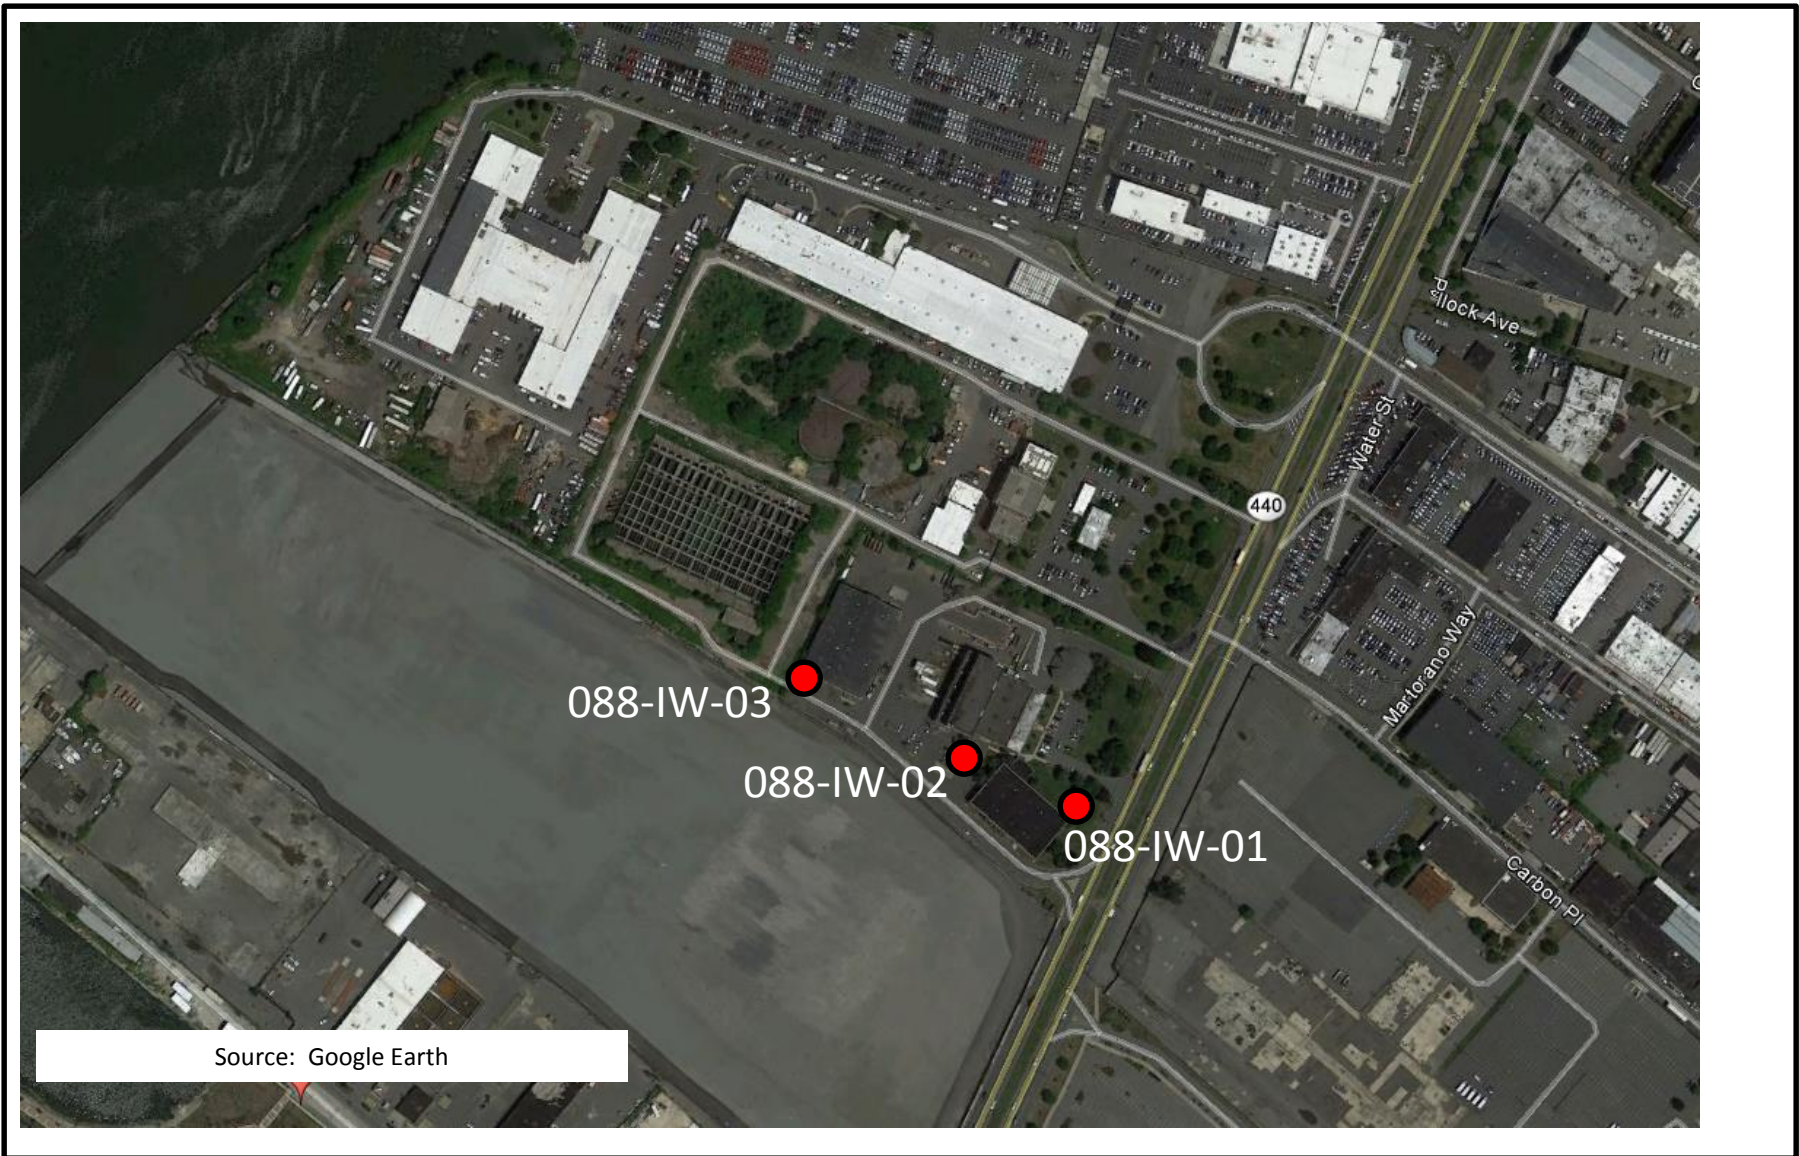 Pollock Ave
Water St
440
Martorano Way
088-IW-03
088-IW-02
088-IW-01
Carbon Pl
Source: Google Earth